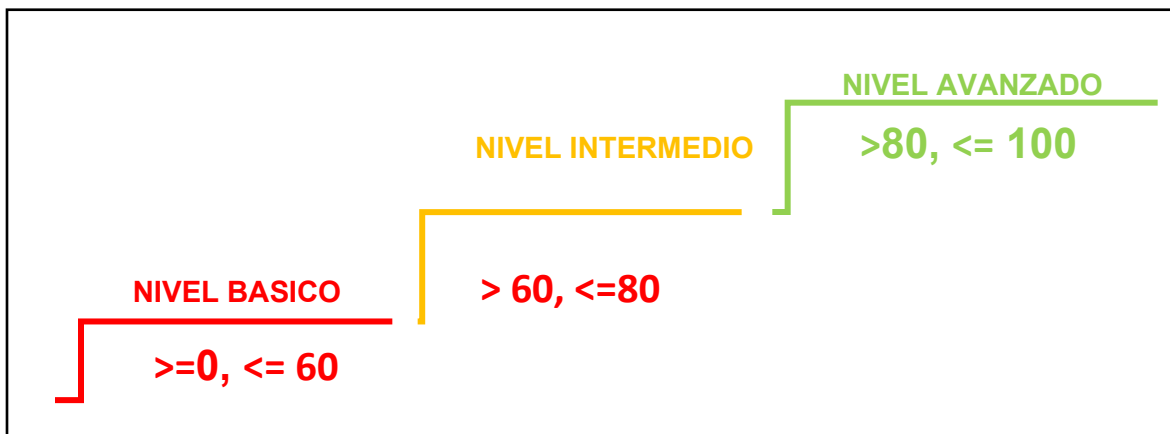 NIVEL AVANZADO
>80, <= 100
NIVEL INTERMEDIO
> 60, <=80
NIVEL BASICO
>=0, <= 60